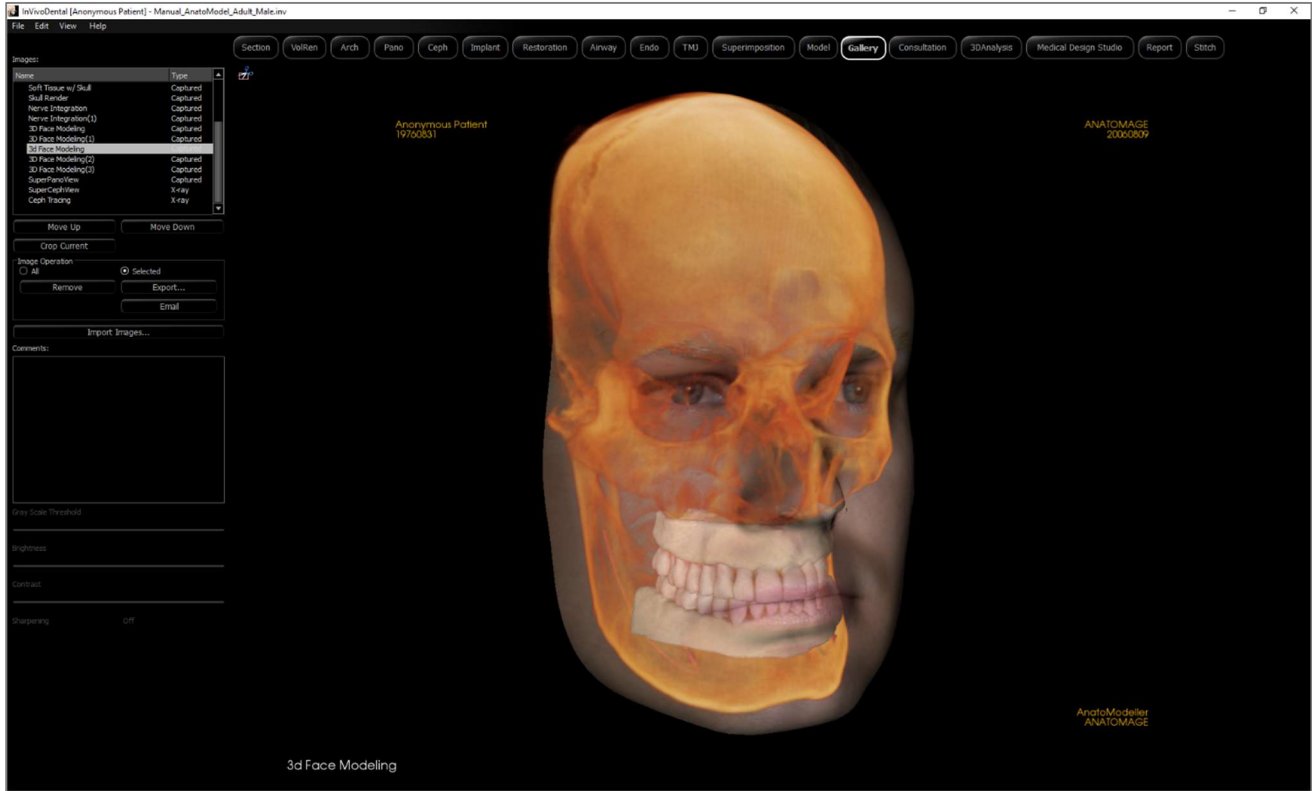 InVivoDental [Anonymous Patient] - Manual_AnatoModel_Adult_Male.inv
File Edit View Help
Section VolRen Arch Pano Ceph Implant Restoration Airway Endo TMJ Superimposition Model Gallery Consultation 3DAnalysis Medical Design Studio Report Stitch
Images:
Name Type
Soft Tissue w/ Skull Captured
Skull Render Captured
Nerve Integration Captured
Nerve Integration(1) Captured
3D Face Modeling Captured
3D Face Modeling(1) Captured
3d Face Modeling Captured
3D Face Modeling(2) Captured
3D Face Modeling(3) Captured
SuperPanoView Captured
SuperCephView X-ray
Ceph Tracing X-ray
Move Up Move Down
Crop Current
Image Operation
All Selected
Remove Export...
Email
Import Images...
Comments:
Gray Scale Threshold
Brightness
Contrast
Sharpening Off
Anonymous Patient
19760831
ANATOMAGE
20060809
AnatoModeller
ANATOMAGE
3d Face Modeling